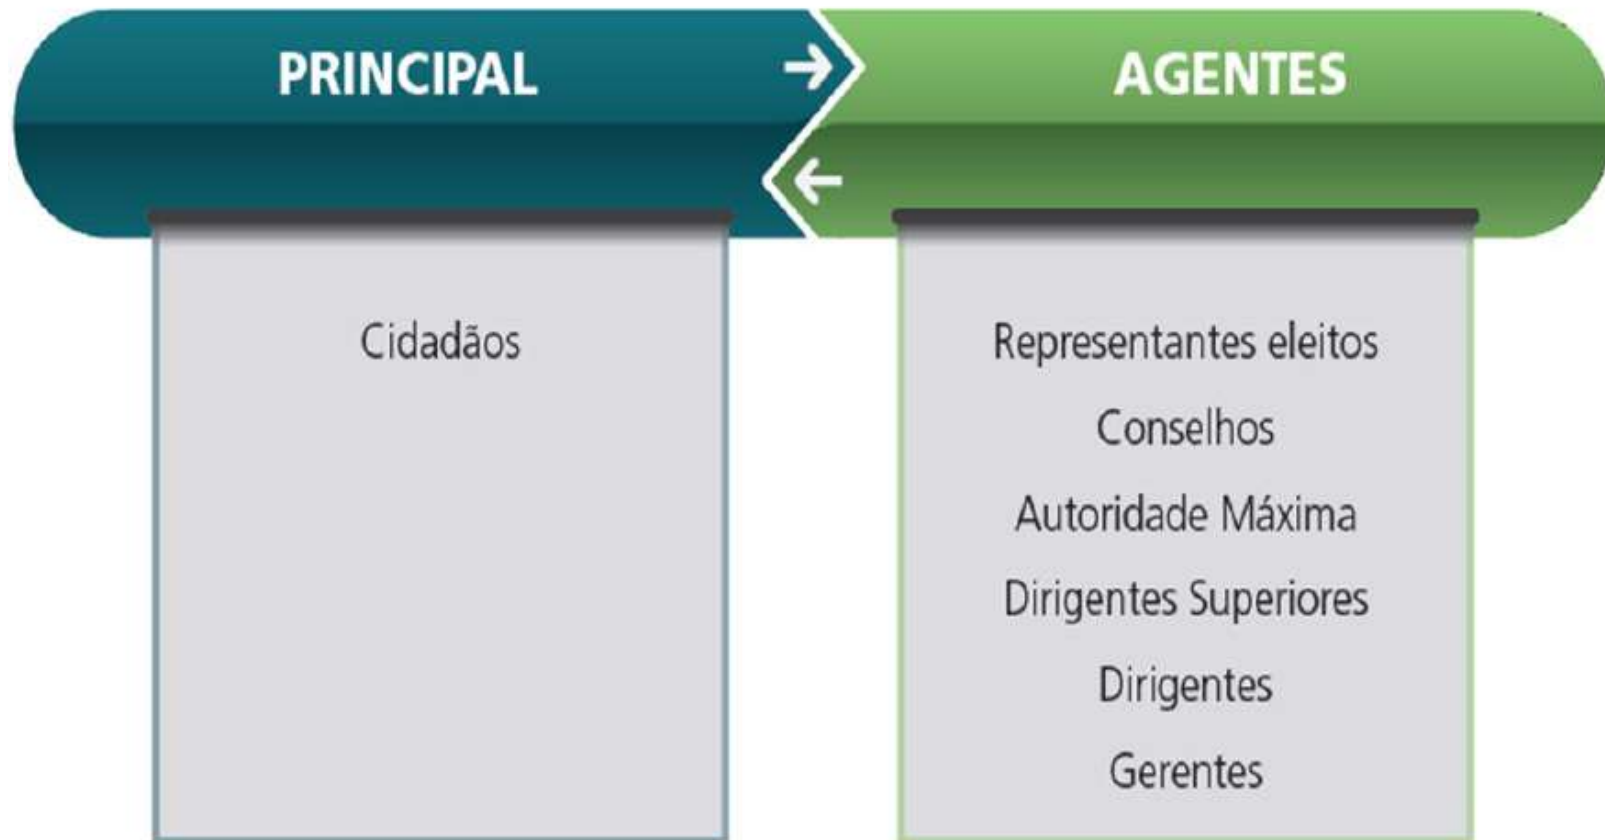 PRINCIPAL
AGENTES
Cidadãos
Representantes eleitos
Conselhos
Autoridade Máxima
Dirigentes Superiores
Dirigentes
Gerentes